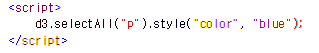 <script>
d3.selectAll("p").style("color", "blue");
</script>